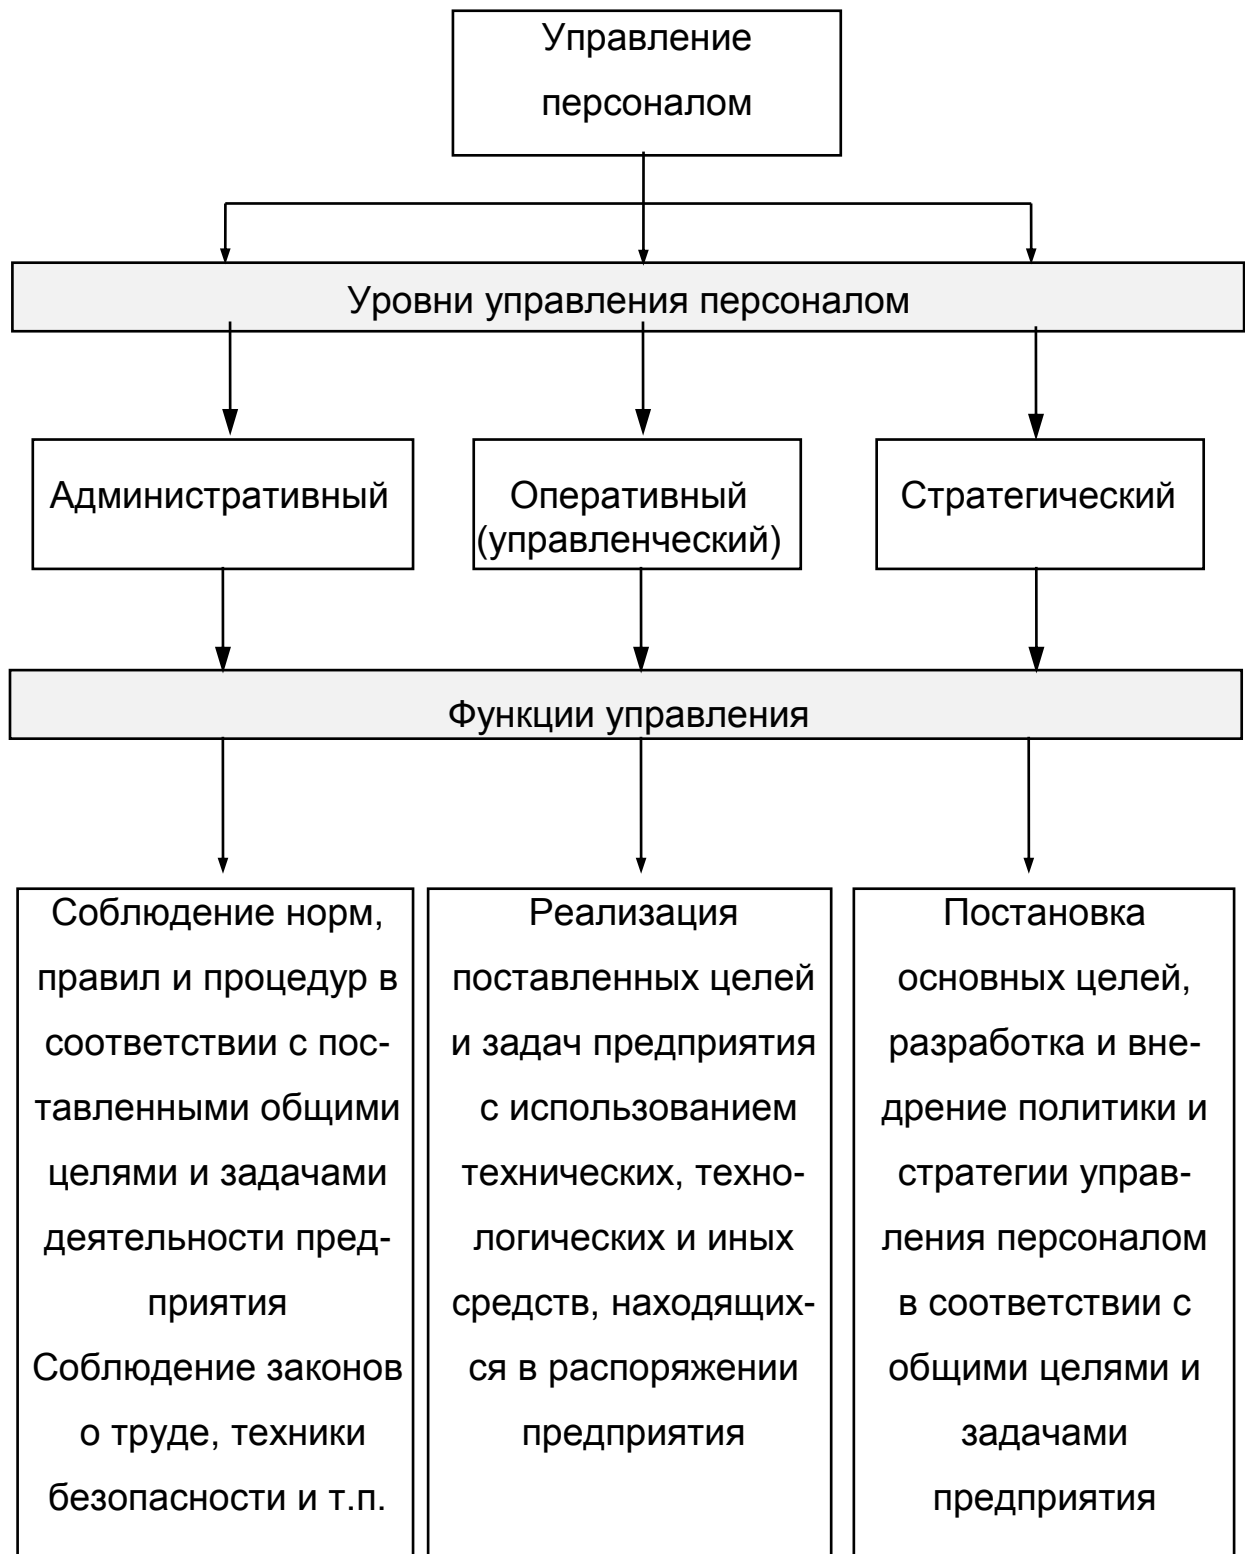 Управление
персоналом
Уровни управления персоналом
Административный
Оперативный
(управленческий)
Стратегический
Функции управления
Соблюдение норм,
правил и процедур в
соответствии с пос-
тавленными общими
целями и задачами
деятельности пред-
приятия
Соблюдение законов
о труде, техники
безопасности и т.п.
Реализация
поставленных целей
и задач предприятия
с использованием
технических, техно-
логических и иных
средств, находящих-
ся в распоряжении
предприятия
Постановка
основных целей,
разработка и вне-
дрение политики и
стратегии управ-
ления персоналом
в соответствии с
общими целями и
задачами
предприятия